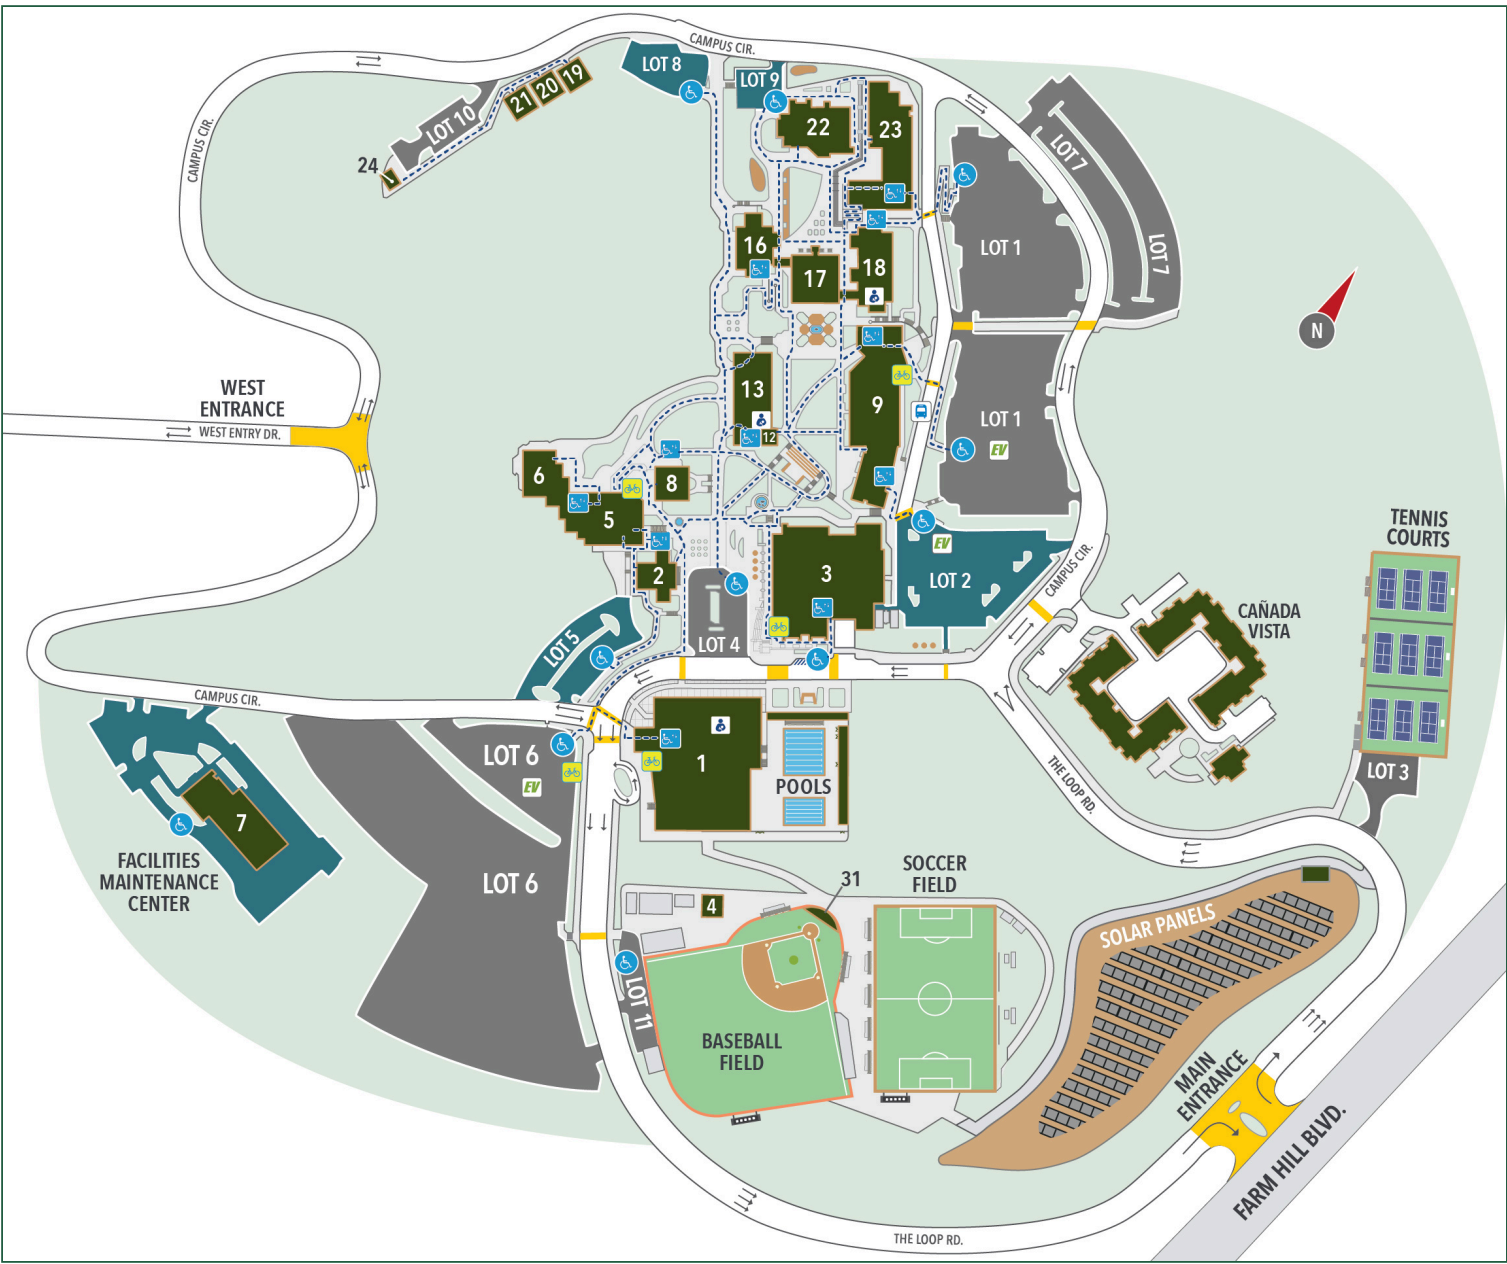 CAMPUS CIR.
LOT 8
LOT 9
19
20
21
LOT 10
22
23
24
CAMPUS CIR.
LOT 7
LOT 7
LOT 1
16
17
18
N
WEST
ENTRANCE
WEST ENTRY DR.
13
12
9
LOT 1
EV
6
8
5
2
3
EV
LOT 2
CAMPUS CIR.
TENNIS
COURTS
CAÑADA
VISTA
LOT 5
LOT 4
CAMPUS CIR.
LOT 6
EV
1
POOLS
THE LOOP RD.
LOT 3
7
FACILITIES
MAINTENANCE
CENTER
LOT 6
SOCCER
FIELD
31
4
SOLAR PANELS
LOT 11
BASEBALL
FIELD
MAIN
ENTRANCE
FARM HILL BLVD.
THE LOOP RD.